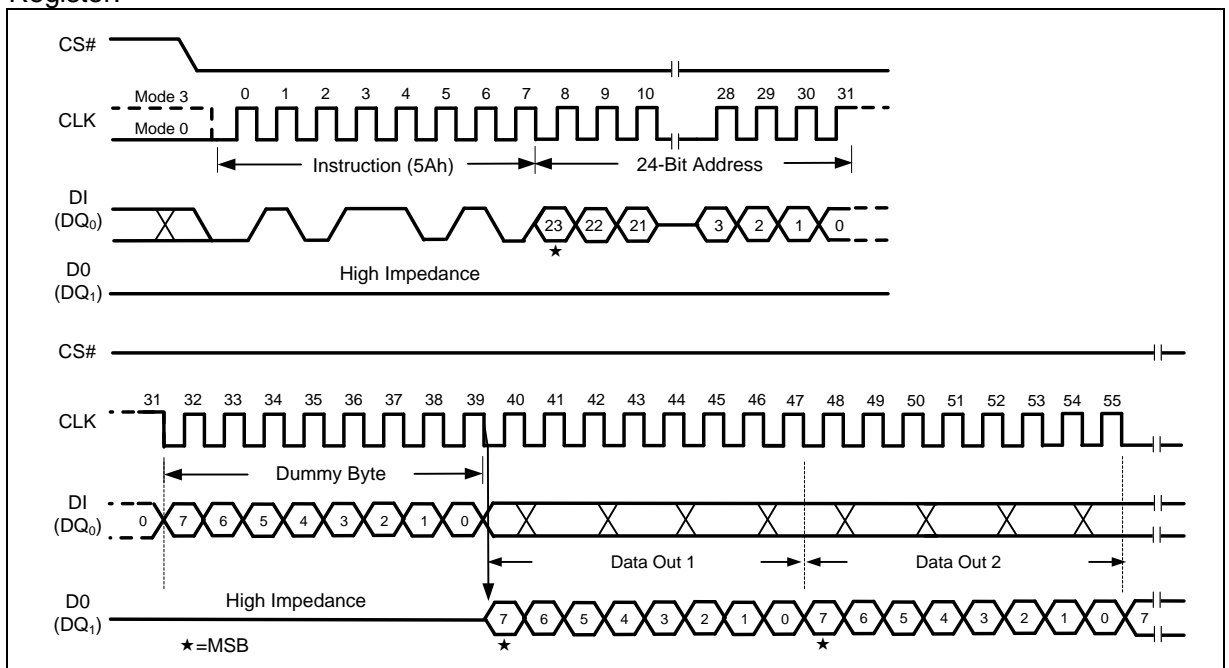 Register.
CS#
Mode 3
0 1 2 3 4 5 6 7 8 9 10 28 29 30 31
CLK
Mode 0
Instruction (5Ah) 24-Bit Address
DI
(DQ0)
23 22 21 3 2 1 0
★
D0
(DQ1)
High Impedance
CS#
31 32 33 34 35 36 37 38 39 40 41 42 43 44 45 46 47 48 49 50 51 52 53 54 55
CLK
Dummy Byte
DI
(DQ0)
0 7 6 5 4 3 2 1 0
Data Out 1 Data Out 2
D0
(DQ1)
High Impedance
7 6 5 4 3 2 1 0 7 6 5 4 3 2 1 0 7
★=MSB ★ ★